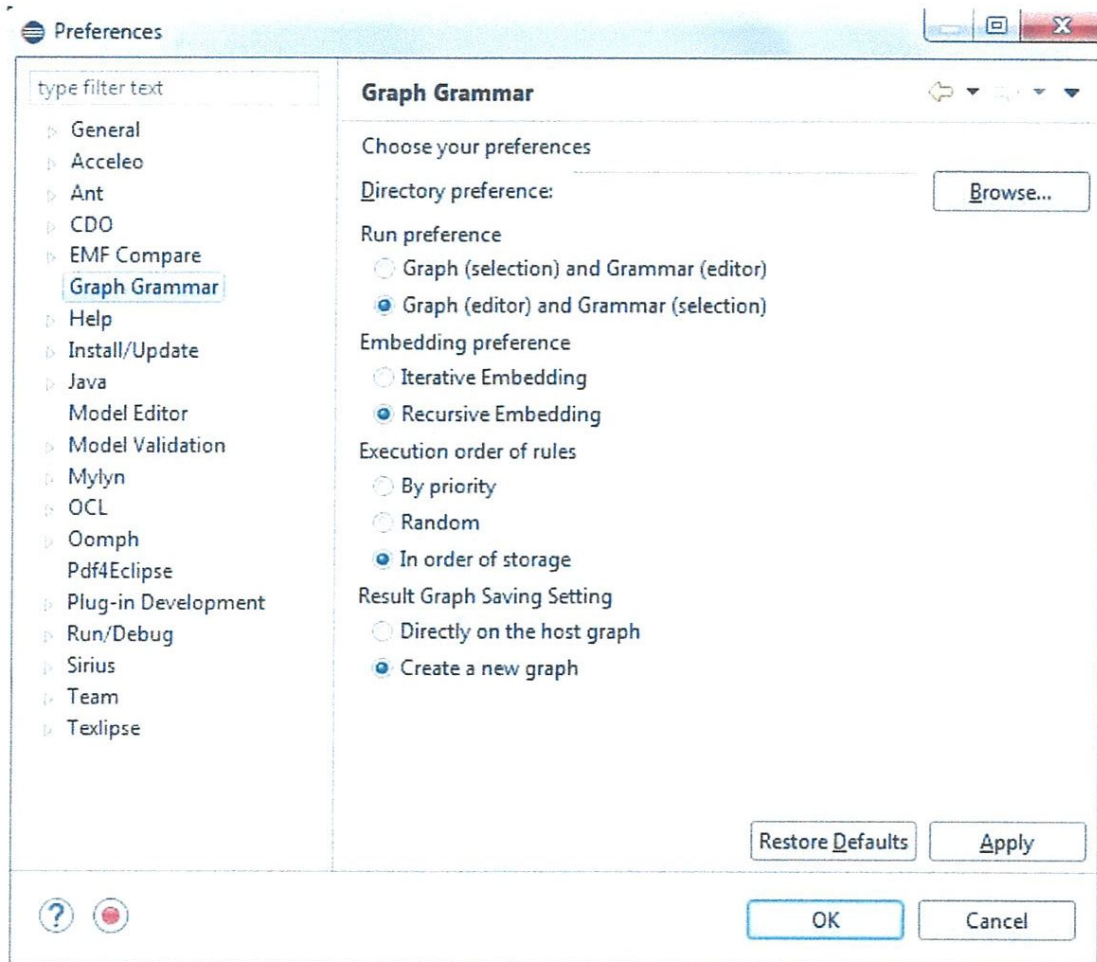 Preferences
type filter text
General
Acceleo
Ant
CDO
EMF Compare
Graph Grammar
Help
Install/Update
Java
Model Editor
Model Validation
Mylyn
OCL
Oomph
Pdf4Eclipse
Plug-in Development
Run/Debug
Sirius
Team
Texlipse
Graph Grammar
Choose your preferences
Directory preference:
Browse...
Run preference
Graph (selection) and Grammar (editor)
Graph (editor) and Grammar (selection)
Embedding preference
Iterative Embedding
Recursive Embedding
Execution order of rules
By priority
Random
In order of storage
Result Graph Saving Setting
Directly on the host graph
Create a new graph
Restore Defaults
Apply
?
OK
Cancel